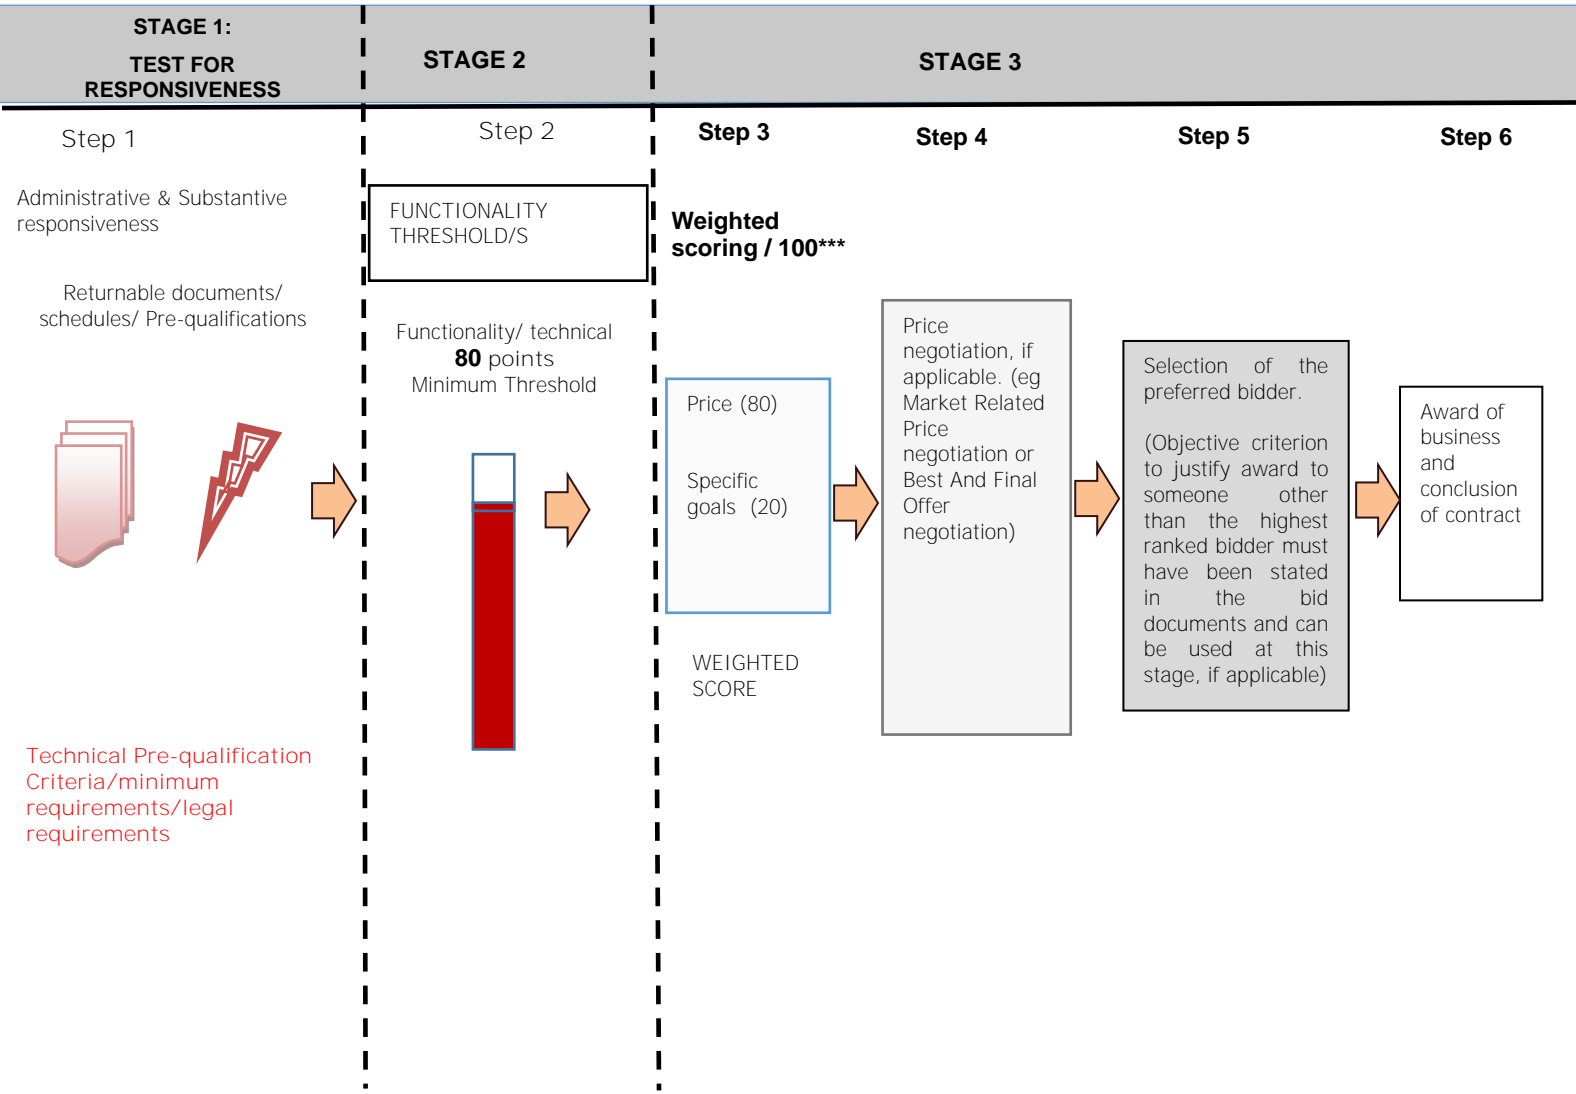 STAGE 1:
TEST FOR
RESPONSIVENESS
STAGE 2
STAGE 3
Step 1
Step 2
Step 3
Step 4
Step 5
Step 6
Administrative & Substantive
responsiveness
Returnable documents/
schedules/ Pre-qualifications
Technical Pre-qualification
Criteria/minimum
requirements/legal
requirements
FUNCTIONALITY
THRESHOLD/S
Functionality/ technical
80 points
Minimum Threshold
Weighted
scoring / 100***
Price (80)
Specific
goals (20)
WEIGHTED
SCORE
Price
negotiation, if
applicable. (eg
Market Related
Price
negotiation or
Best And Final
Offer
negotiation)
Selection of the
preferred bidder.
(Objective criterion
to justify award to
someone other
than the highest
ranked bidder must
have been stated
in the bid
documents and can
be used at this
stage, if applicable)
Award of
business
and
conclusion
of contract